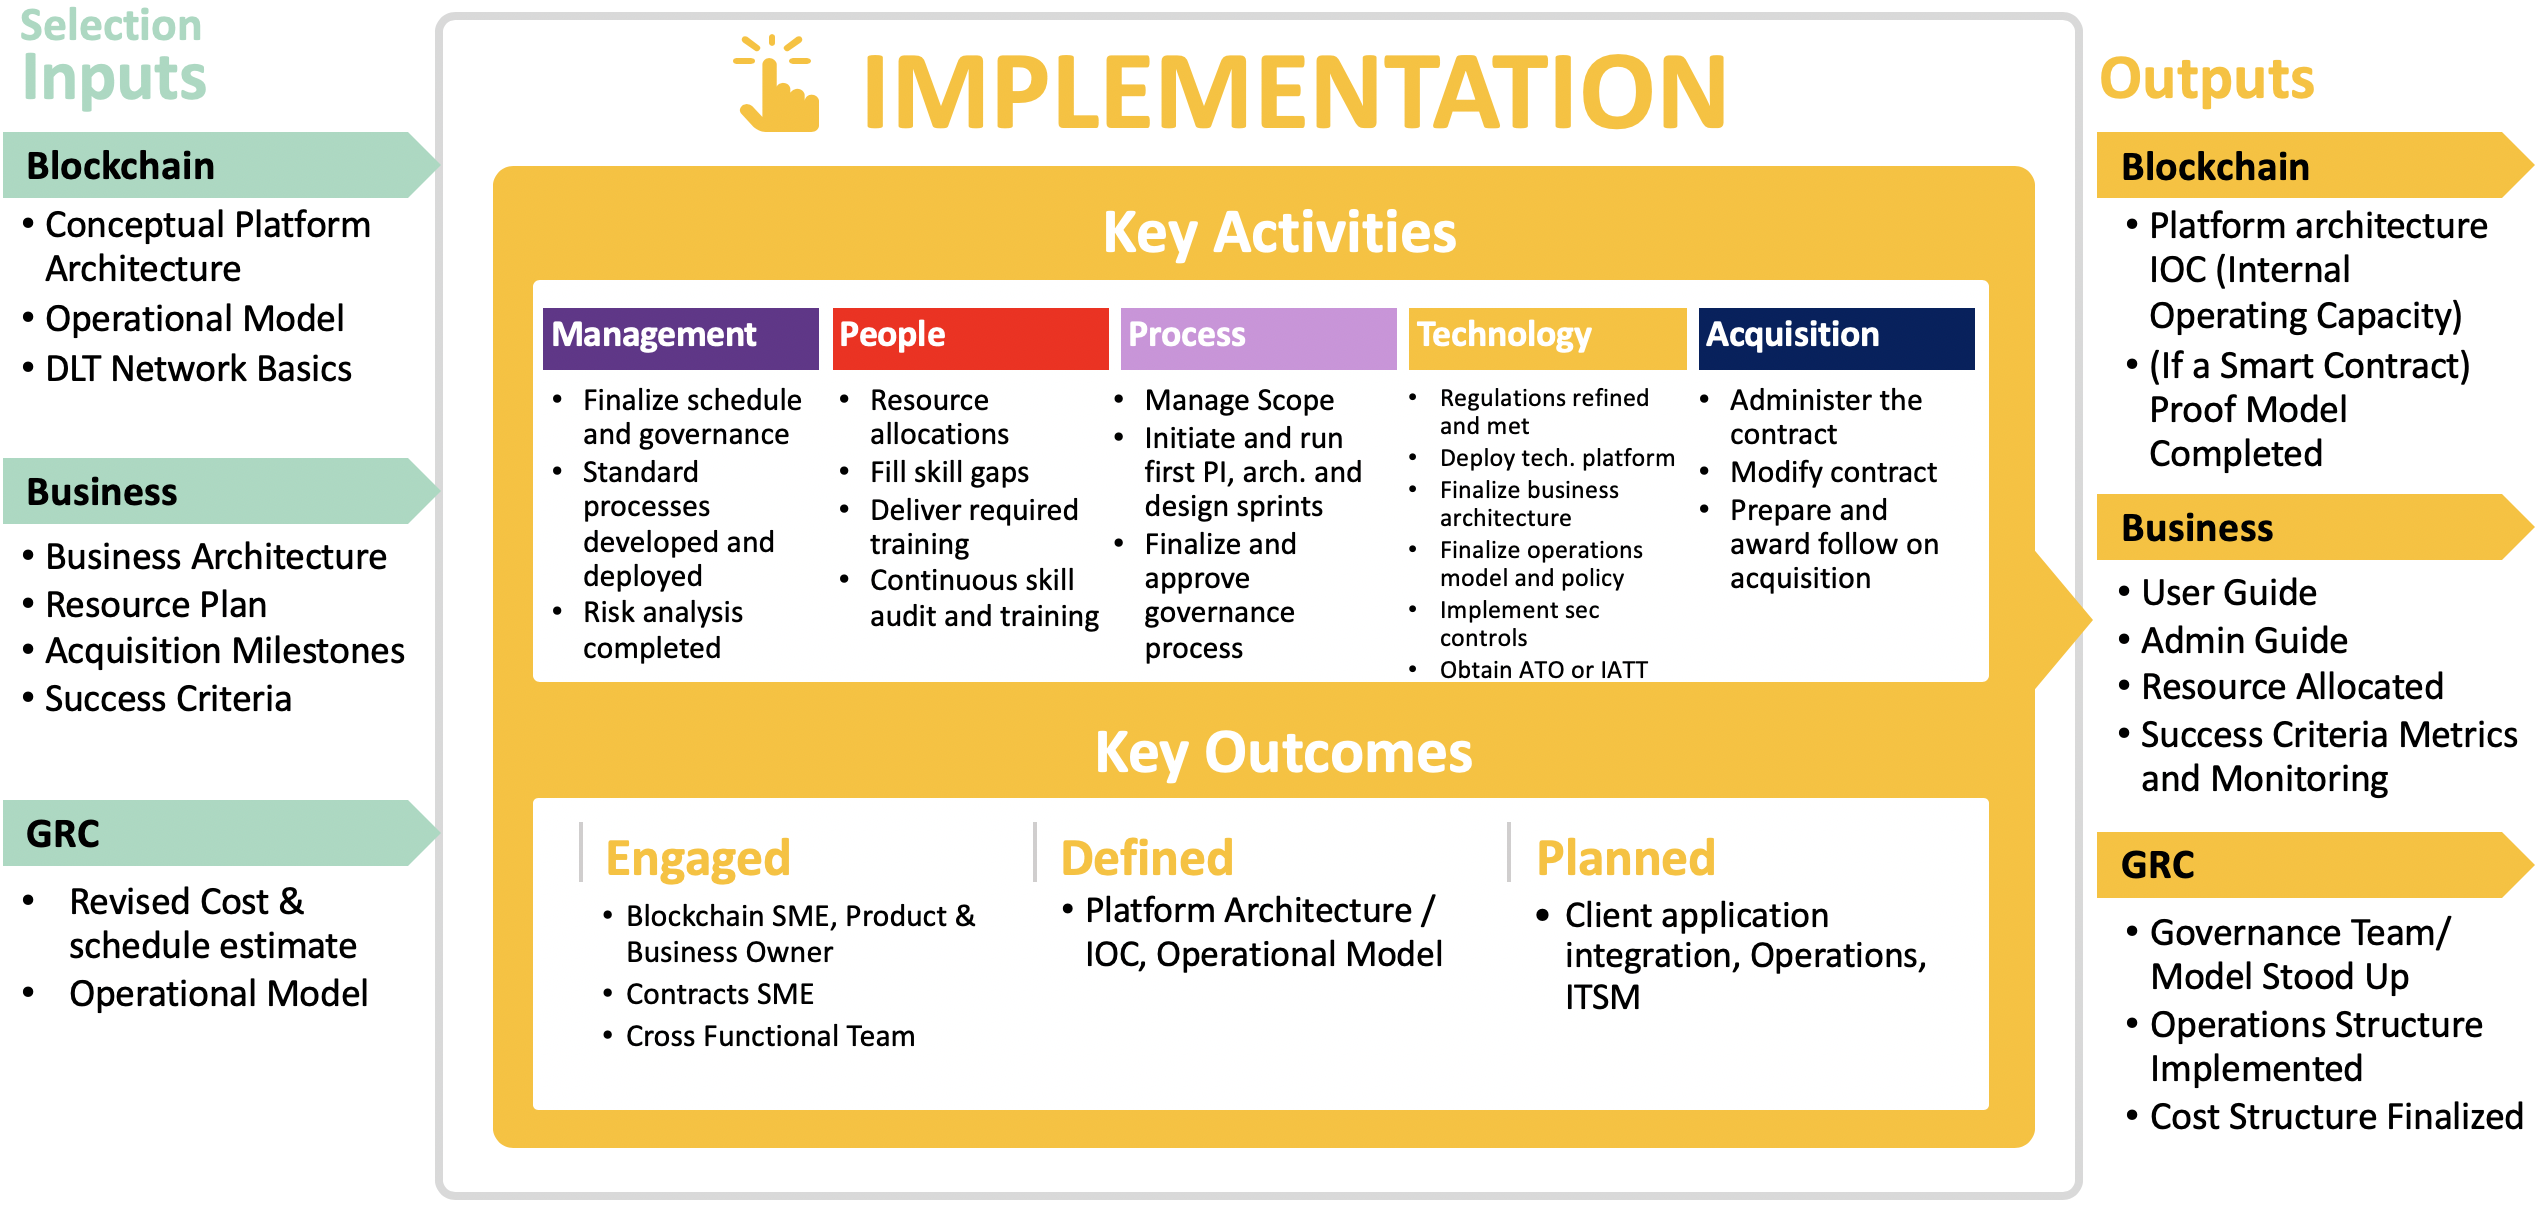 Selection
Inputs
Blockchain
• Conceptual Platform
Architecture
• Operational Model
• DLT Network Basics
Business
• Business Architecture
• Resource Plan
• Acquisition Milestones
• Success Criteria
GRC
• Revised Cost &
schedule estimate
• Operational Model
IMPLEMENTATION
Key Activities
Management
• Finalize schedule
and governance
• Standard
processes
developed and
deployed
• Risk analysis
completed
People
• Resource
allocations
• Fill skill gaps
• Deliver required
training
• Continuous skill
audit and training
Process
• Manage Scope
• Initiate and run
first PI, arch. and
design sprints
• Finalize and
approve
governance
process
Technology
• Regulations refined
and met
• Deploy tech. platform
• Finalize business
architecture
• Finalize operations
model and policy
• Implement sec
controls
• Obtain ATO or IATT
Acquisition
• Administer the
contract
• Modify contract
• Prepare and
award follow on
acquisition
Key Outcomes
Engaged
• Blockchain SME, Product &
Business Owner
• Contracts SME
• Cross Functional Team
Defined
• Platform Architecture /
IOC, Operational Model
Planned
• Client application
integration, Operations,
ITSM
Outputs
Blockchain
• Platform architecture
IOC (Internal
Operating Capacity)
• (If a Smart Contract)
Proof Model
Completed
Business
• User Guide
• Admin Guide
• Resource Allocated
• Success Criteria Metrics
and Monitoring
GRC
• Governance Team/
Model Stood Up
• Operations Structure
Implemented
• Cost Structure Finalized